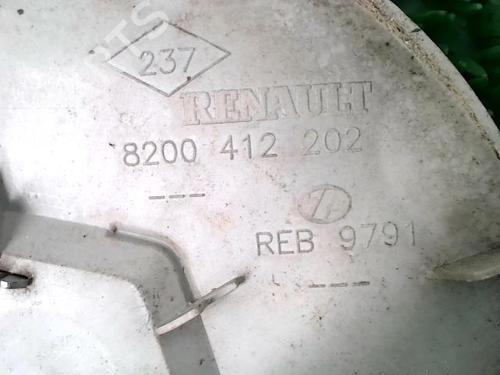 237
RENAULT
8200 412 202
---
REB 9791
---